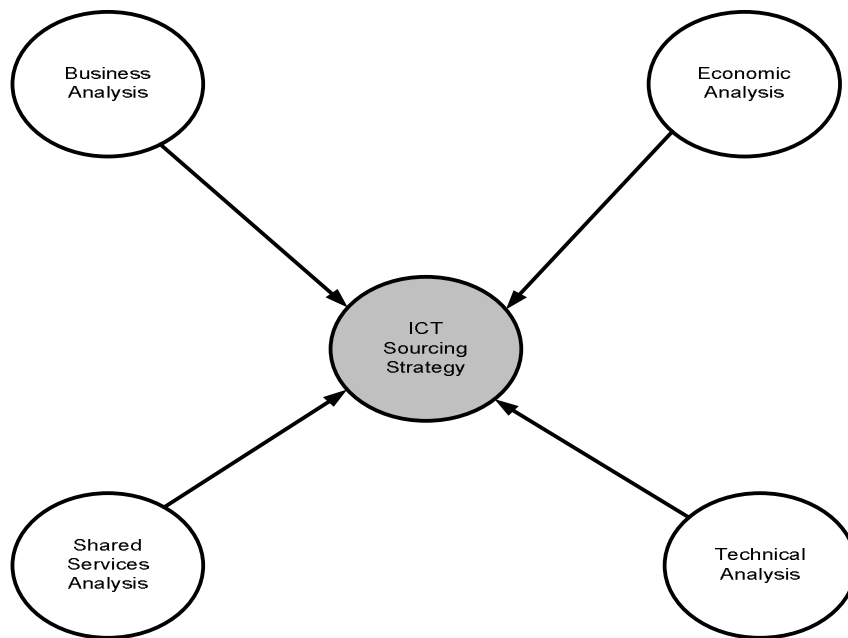 Business
Analysis
Economic
Analysis
ICT
Sourcing
Strategy
Shared
Services
Analysis
Technical
Analysis